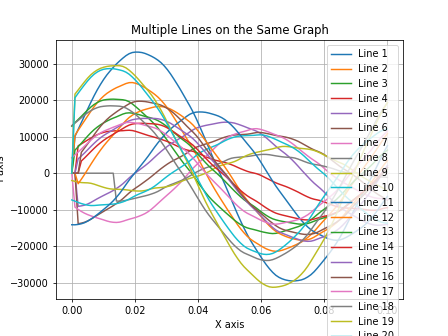 Multiple Lines on the Same Graph
30000
20000
10000
0
−10000
−20000
−30000
0.00
0.02
0.04
0.06
X axis
axis
Line 1
Line 2
Line 3
Line 4
Line 5
Line 6
Line 7
Line 8
Line 9
Line 10
Line 11
Line 12
Line 13
Line 14
Line 15
Line 16
Line 17
Line 18
Line 19
Line 20